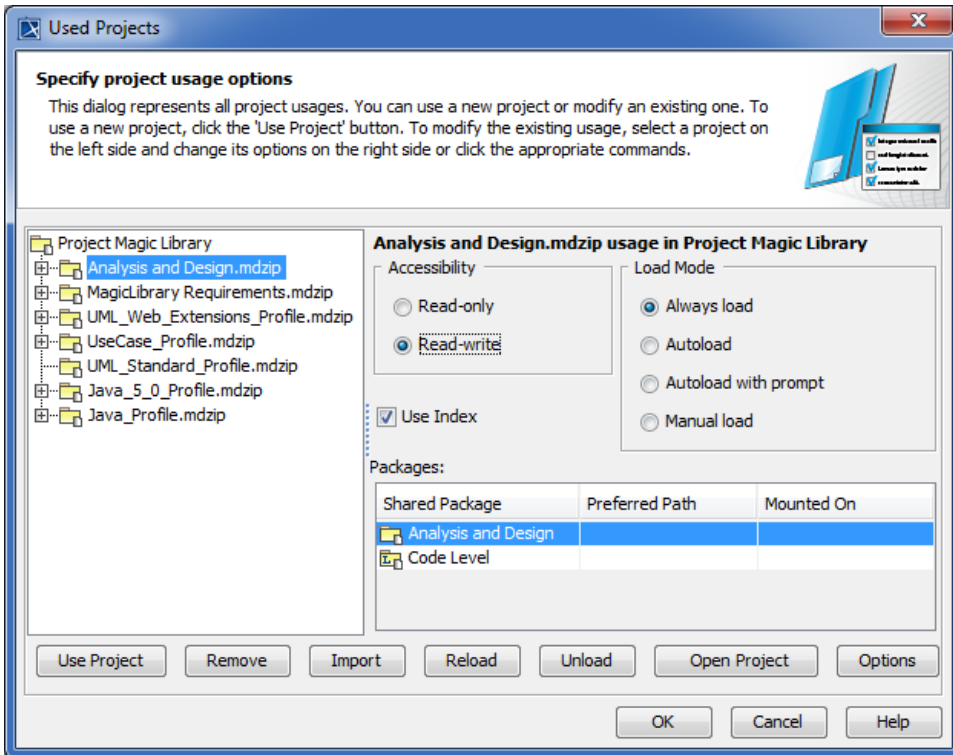 Used Projects
Specify project usage options
This dialog represents all project usages. You can use a new project or modify an existing one. To
use a new project, click the 'Use Project' button. To modify the existing usage, select a project on
the left side and change its options on the right side or click the appropriate commands.
Project Magic Library
Analysis and Design.mdzip
MagicLibrary Requirements.mdzip
UML_Web_Extensions_Profile.mdzip
UseCase_Profile.mdzip
UML_Standard_Profile.mdzip
Java_5_0_Profile.mdzip
Java_Profile.mdzip
Analysis and Design.mdzip usage in Project Magic Library
Accessibility
Read-only
Read-write
Load Mode
Always load
Autoload
Autoload with prompt
Manual load
Use Index
Packages:
Shared Package Preferred Path Mounted On
Analysis and Design
Code Level
Use Project Remove Import Reload Unload Open Project Options
OK Cancel Help